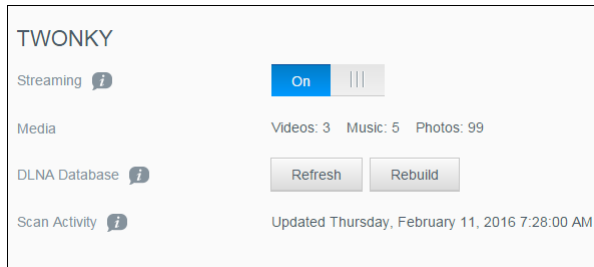 TWONKY
Streaming On
Media Videos: 3 Music: 5 Photos: 99
DLNA Database Refresh Rebuild
Scan Activity Updated Thursday, February 11, 2016 7:28:00 AM